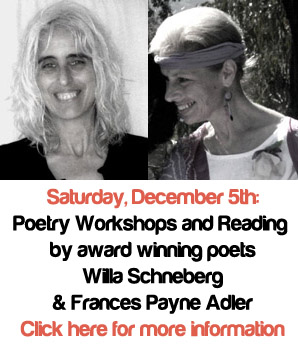 Saturday, December 5th:
Poetry Workshops and Reading
by award winning poets
Willa Schneberg
& Frances Payne Adler
Click here for more information